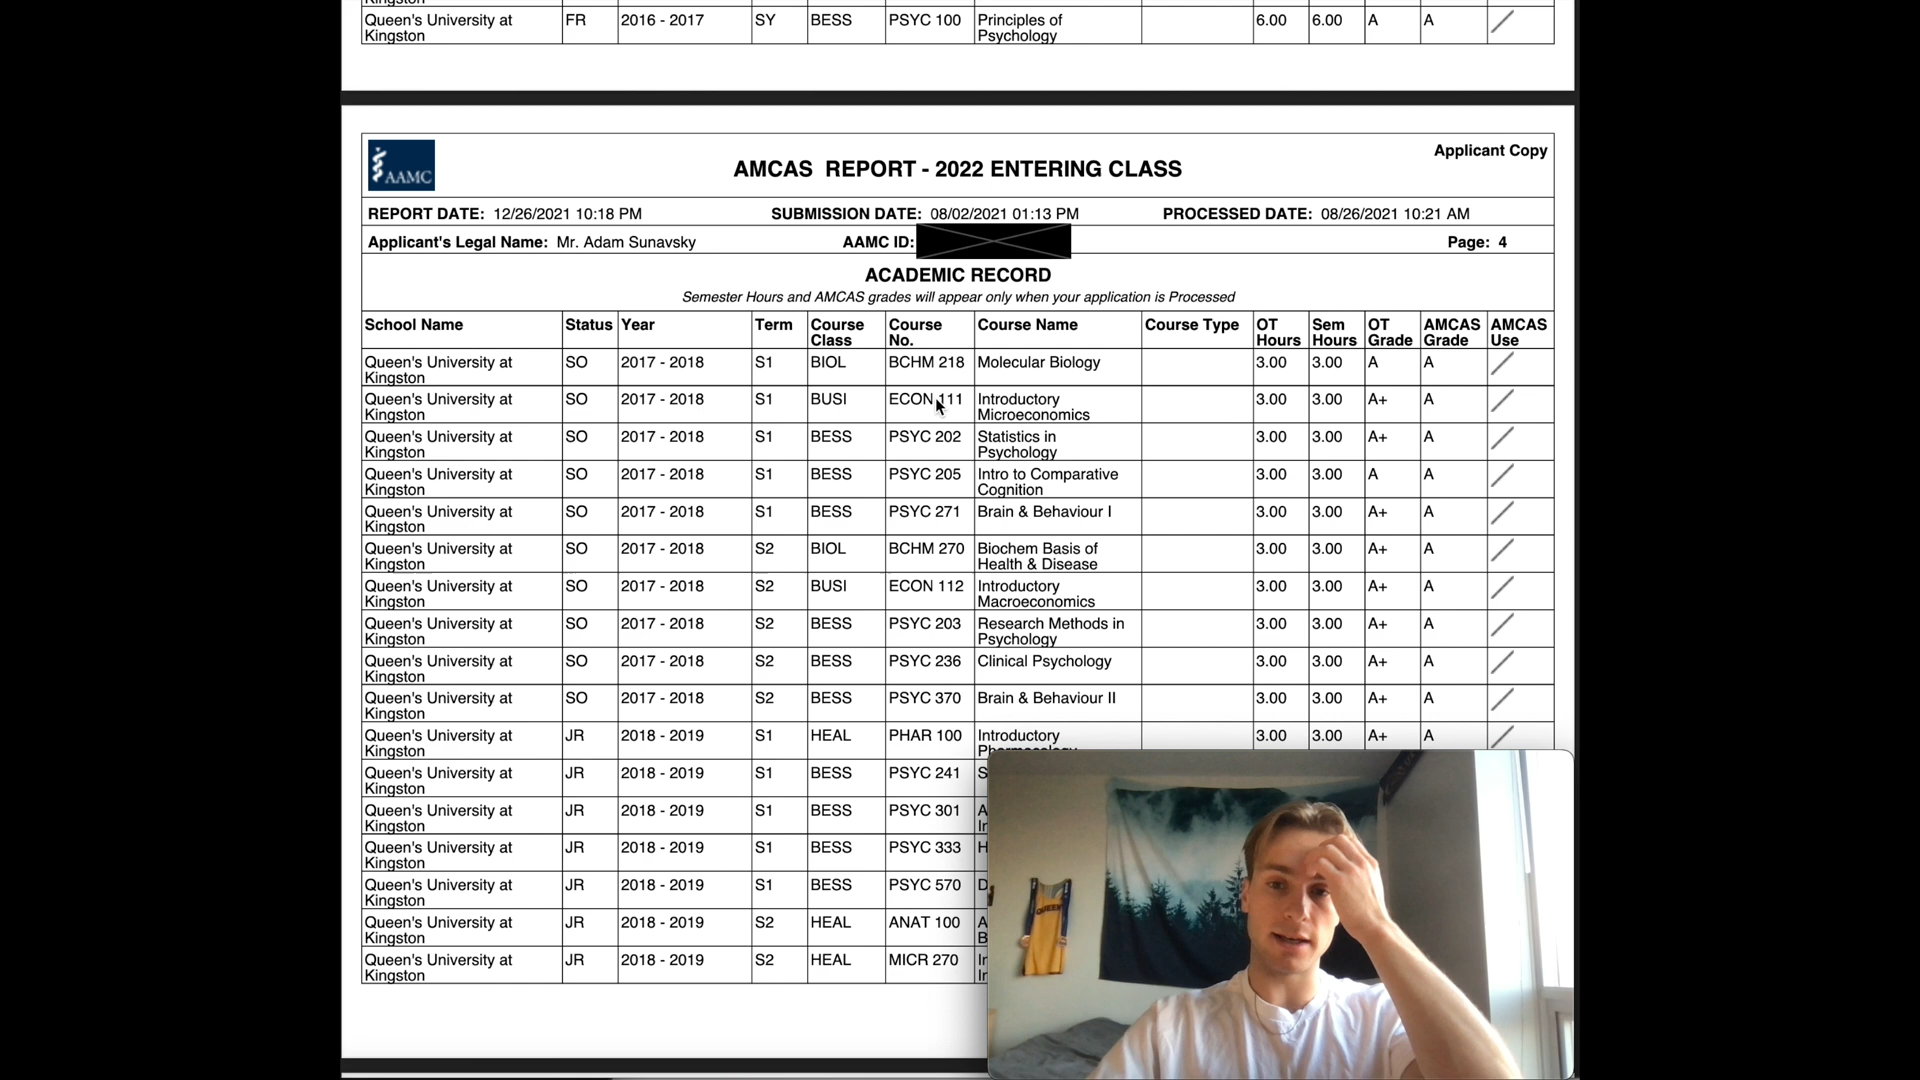 Queen's University at FR 2016 - 2017 SY BESS PSYC 100 Principles of 6.00 6.00 A A
Kingston Psychology
AAMC
Applicant Copy
AMCAS REPORT - 2022 ENTERING CLASS
REPORT DATE: 12/26/2021 10:18 PM SUBMISSION DATE: 08/02/2021 01:13 PM PROCESSED DATE: 08/26/2021 10:21 AM
Applicant's Legal Name: Mr. Adam Sunavsky AAMC ID: Page: 4
ACADEMIC RECORD
Semester Hours and AMCAS grades will appear only when your application is Processed
School Name Status Year Term Course Course Course Name Course Type OT Sem OT AMCAS AMCAS
Class No. Hours Hours Grade Grade Use
Queen's University at SO 2017 - 2018 S1 BIOL BCHM 218 Molecular Biology 3.00 3.00 A A
Kingston
Queen's University at SO 2017 - 2018 S1 BUSI ECON 111 Introductory 3.00 3.00 A+ A
Kingston Microeconomics
Queen's University at SO 2017 - 2018 S1 BESS PSYC 202 Statistics in 3.00 3.00 A+ A
Kingston Psychology
Queen's University at SO 2017 - 2018 S1 BESS PSYC 205 Intro to Comparative 3.00 3.00 A A
Kingston Cognition
Queen's University at SO 2017 - 2018 S1 BESS PSYC 271 Brain & Behaviour I 3.00 3.00 A+ A
Kingston
Queen's University at SO 2017 - 2018 S2 BIOL BCHM 270 Biochem Basis of 3.00 3.00 A+ A
Kingston Health & Disease
Queen's University at SO 2017 - 2018 S2 BUSI ECON 112 Introductory 3.00 3.00 A+ A
Kingston Macroeconomics
Queen's University at SO 2017 - 2018 S2 BESS PSYC 203 Research Methods in 3.00 3.00 A+ A
Kingston Psychology
Queen's University at SO 2017 - 2018 S2 BESS PSYC 236 Clinical Psychology 3.00 3.00 A+ A
Kingston
Queen's University at SO 2017 - 2018 S2 BESS PSYC 370 Brain & Behaviour II 3.00 3.00 A+ A
Kingston
Queen's University at JR 2018 - 2019 S1 HEAL PHAR 100 Introductory 3.00 3.00 A+ A
Kingston Pharmacology
Queen's University at JR 2018 - 2019 S1 BESS PSYC 241 S
Kingston
Queen's University at JR 2018 - 2019 S1 BESS PSYC 301 A
Kingston In
Queen's University at JR 2018 - 2019 S1 BESS PSYC 333 H
Kingston
Queen's University at JR 2018 - 2019 S1 BESS PSYC 570 D
Kingston
Queen's University at JR 2018 - 2019 S2 HEAL ANAT 100 A
Kingston B
Queen's University at JR 2018 - 2019 S2 HEAL MICR 270 In
Kingston In
QUEEN'S